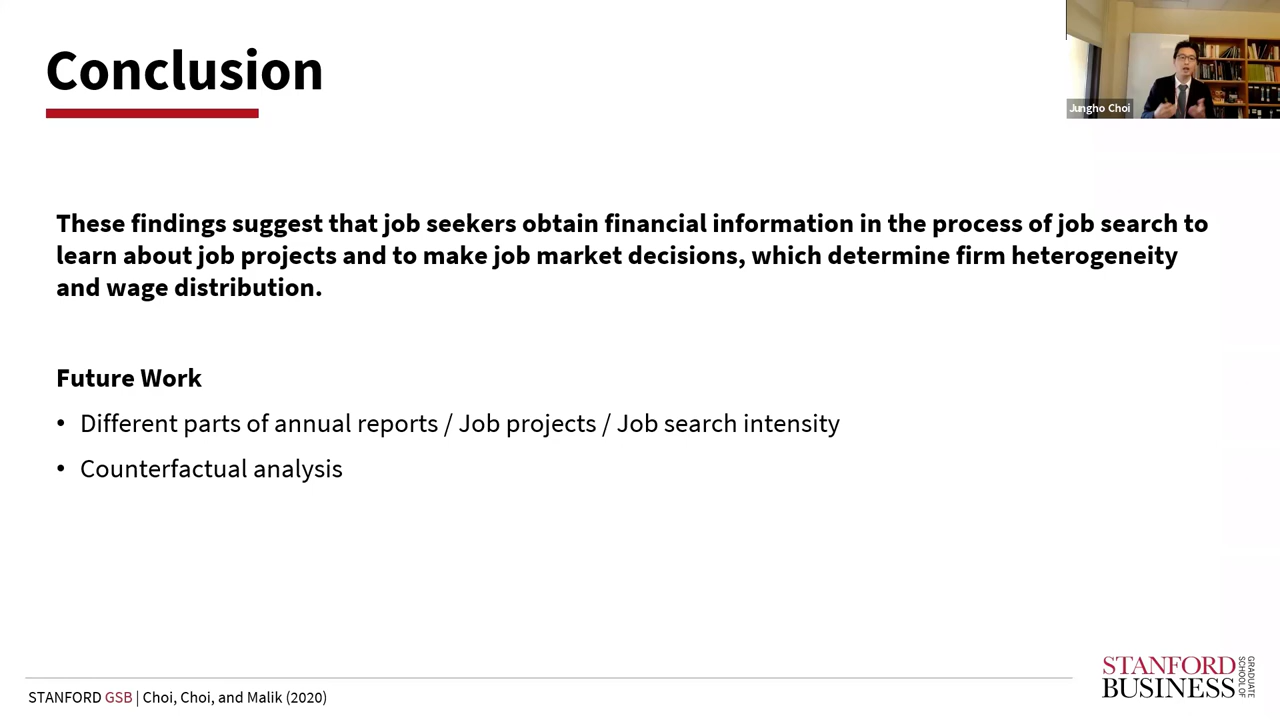 Conclusion
Jungho Choi
These findings suggest that job seekers obtain financial information in the process of job search to
learn about job projects and to make job market decisions, which determine firm heterogeneity
and wage distribution.
Future Work
• Different parts of annual reports / Job projects / Job search intensity
• Counterfactual analysis
STANFORD GSB | Choi, Choi, and Malik (2020)
STANFORD
BUSINESS
GRADUATE
SCHOOL OF